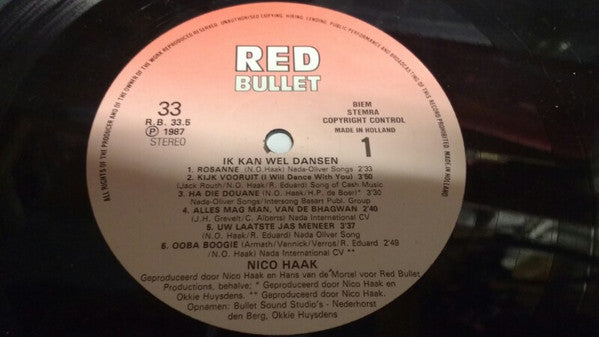 ALL RIGHTS OF THE PRODUCER AND OF THE OWNER OF THE WORK REPRODUCED RESERVED. UNAUTHORISED COPYING, HIRING, LENDING, PUBLIC PERFORMANCE AND BROADCASTING OF THIS RECORD PROHIBITED. MADE IN HOLLAND
RED
BULLET
33
R.B. 33.5
Ⓟ 1987
STEREO
BIEM
STEMRA
COPYRIGHT CONTROL
MADE IN HOLLAND
1
IK KAN WEL DANSEN
1. ROSANNE (N.O. Haak) Nada-Oliver Songs 2'33
2. KIJK VOORUIT (I Will Dance With You) 3'50
(Jack Routh/N.O. Haak/R. Eduard) Song of Cash Music
3. HA DIE DOUANE (N.O. Haak/H.P. de Boer)* 3'30
Nada-Oliver Songs/Intersong Basart Publ. Group
4. ALLES MAG MAN, VAN DE BHAGWAN 2'40
(J.H. Grevelt/C. Alberts) Nada International CV
5. UW LAATSTE JAS MENEER 3'37
(N.O. Haak/R. Eduard) Nada Oliver Song
6. OOBA BOOGIE (Armath/Vannick/Verros/R. Eduard 2'49
(N.O. Haak) Nada International CV **
NICO HAAK
Geproduceerd door Nico Haak en Hans van de Mortel voor Red Bullet
Productions, behalve; * Geproduceerd door Nico Haak en
Okkie Huysdens. ** Geproduceerd door Nico Haak.
Opnamen: Bullet Sound Studio's - Nederhorst
den Berg, Okkie Huysdens